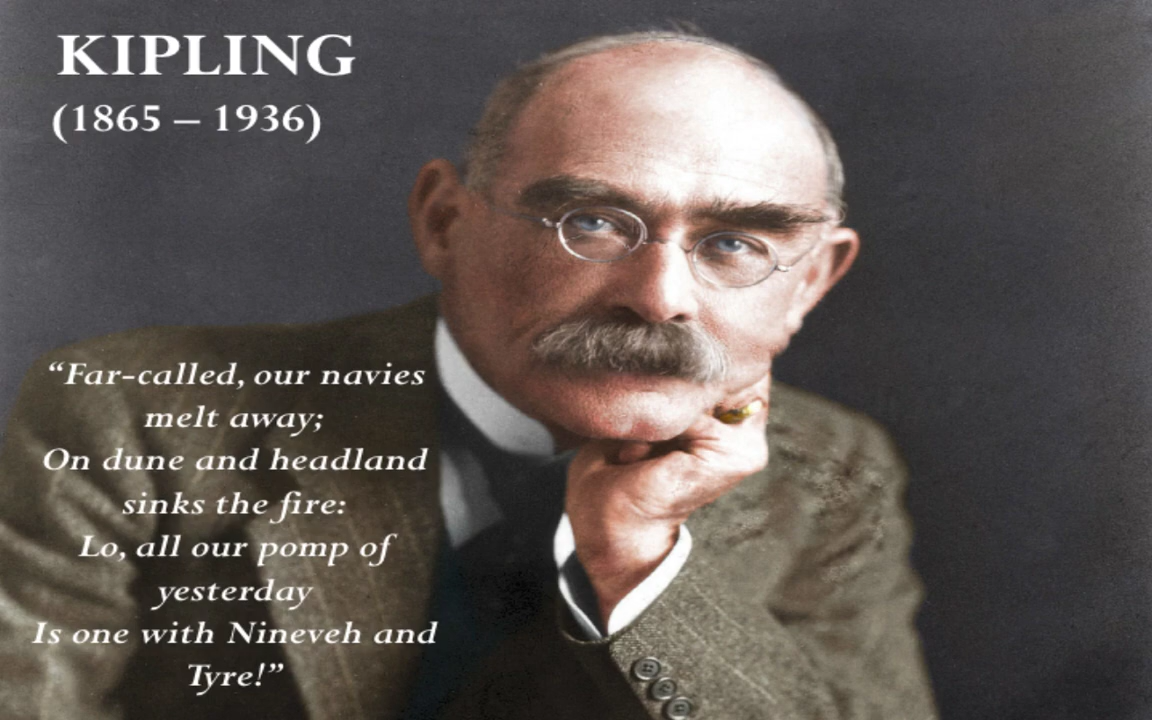 KIPLING
(1865 – 1936)
“Far-called, our navies
melt away;
On dune and headland
sinks the fire:
Lo, all our pomp of
yesterday
Is one with Nineveh and
Tyre!”